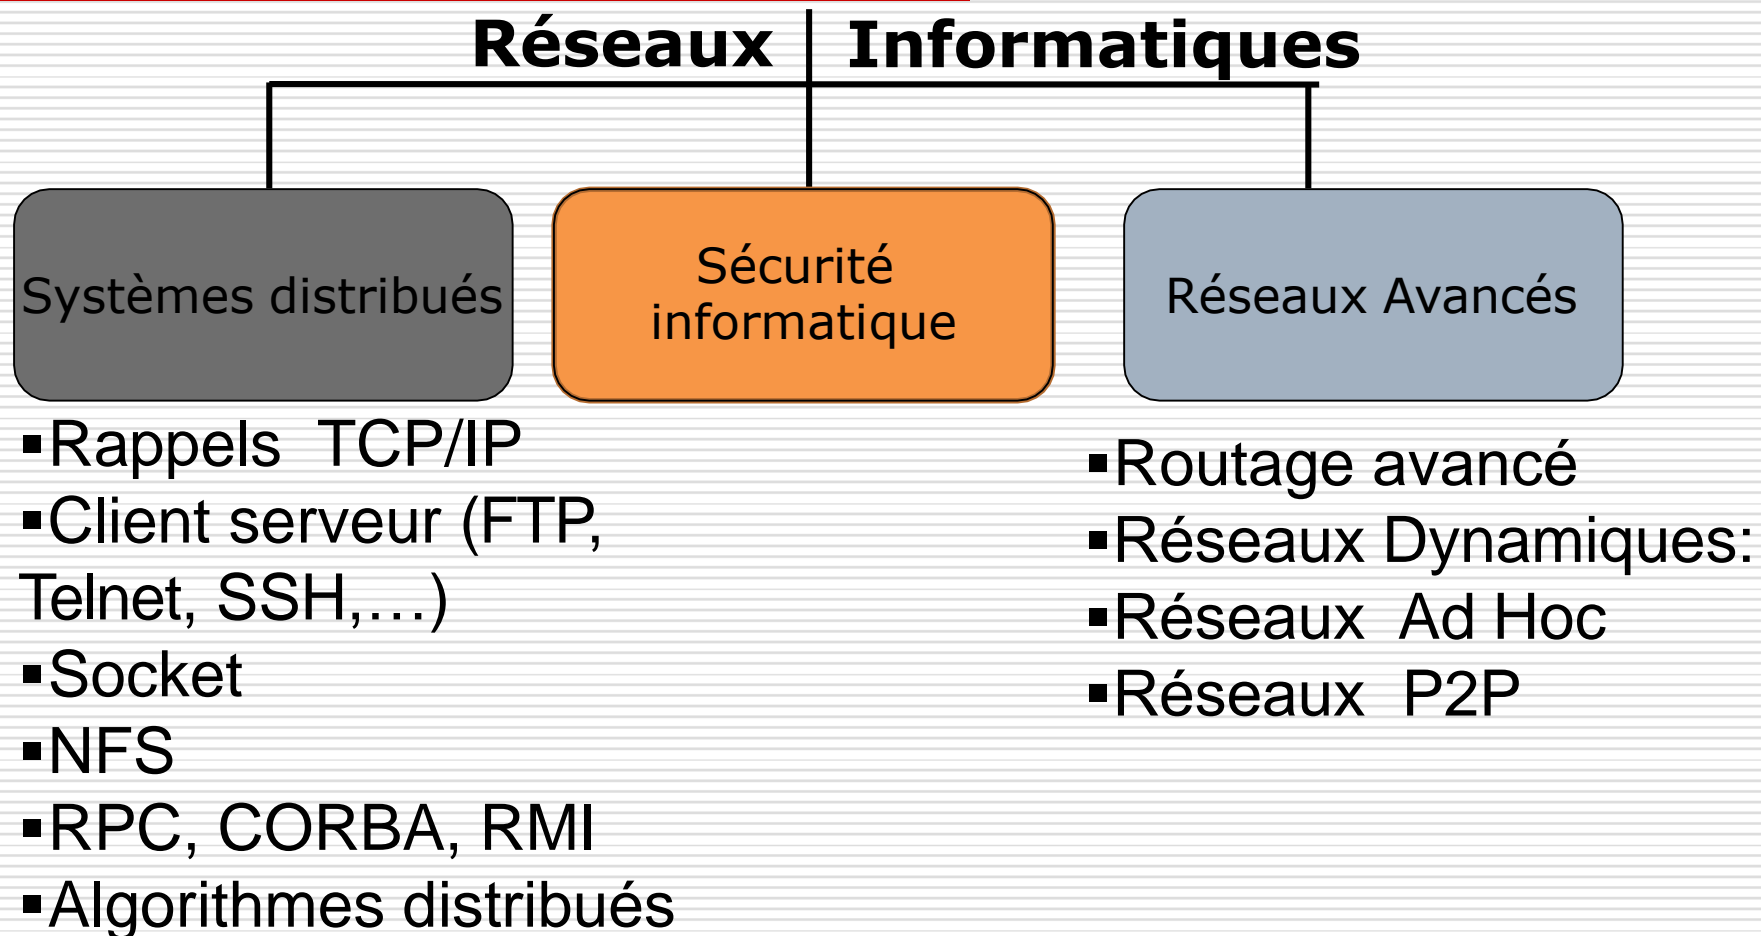 Réseaux Informatiques
Systèmes distribués
Sécurité
informatique
Réseaux Avancés
▪Rappels TCP/IP
▪Client serveur (FTP,
Telnet, SSH,…)
▪Socket
▪NFS
▪RPC, CORBA, RMI
▪Algorithmes distribués
▪Routage avancé
▪Réseaux Dynamiques:
▪Réseaux Ad Hoc
▪Réseaux P2P